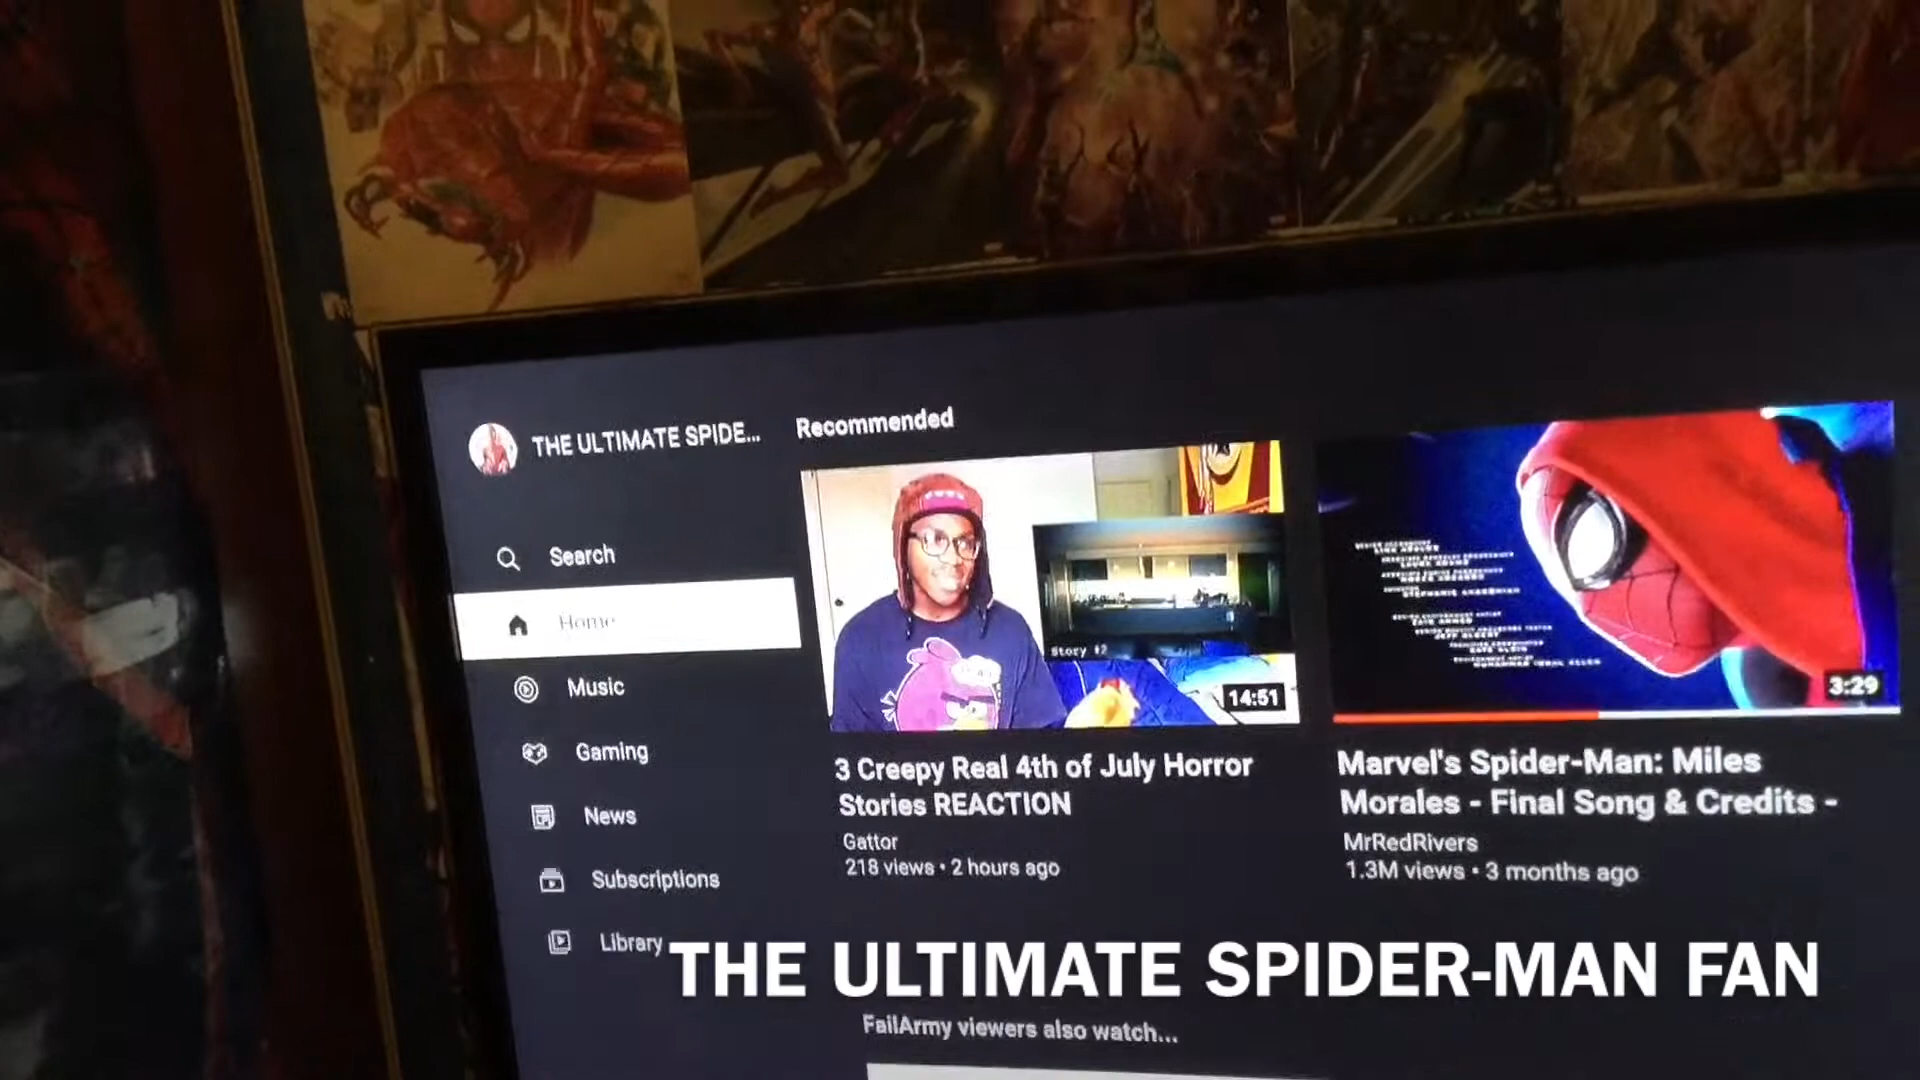 THE ULTIMATE SPIDE...
Recommended
Search
Home
Music
Gaming
News
Subscriptions
Library
Story #2
14:51
3 Creepy Real 4th of July Horror
Stories REACTION
Gattor
218 views • 2 hours ago
3:29
Marvel's Spider-Man: Miles
Morales - Final Song & Credits -
MrRedRivers
1.3M views • 3 months ago
THE ULTIMATE SPIDER-MAN FAN
FailArmy viewers also watch...